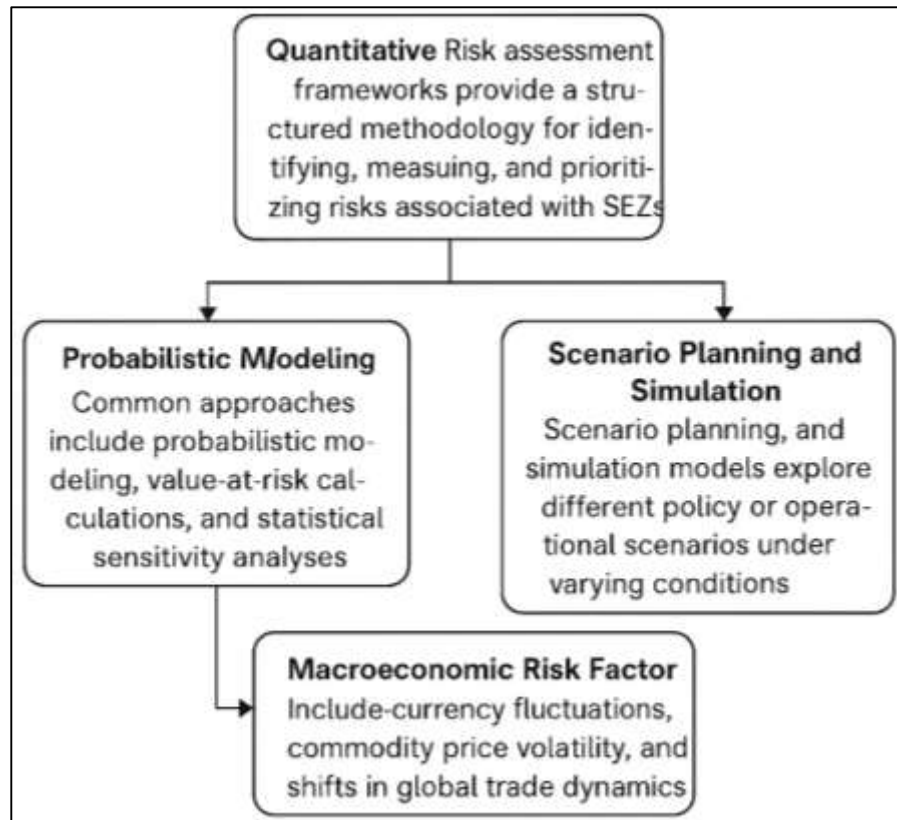 Quantitative Risk assessment
frameworks provide a stru-
ctured methodology for iden-
tifying, measuing, and prioriti-
zing risks associated with SEZs
Probabilistic Modeling
Common approaches
include probabilistic mo-
deling, value-at-risk cal-
culations, and statistical
sensitivity analyses
Scenario Planning and
Simulation
Scenario planning, and
simulation models explore
different policy or opera-
tional scenarios under
varying conditions
Macroeconomic Risk Factor
Include-currency fluctuations,
commodity price volatility, and
shifts in global trade dynamics